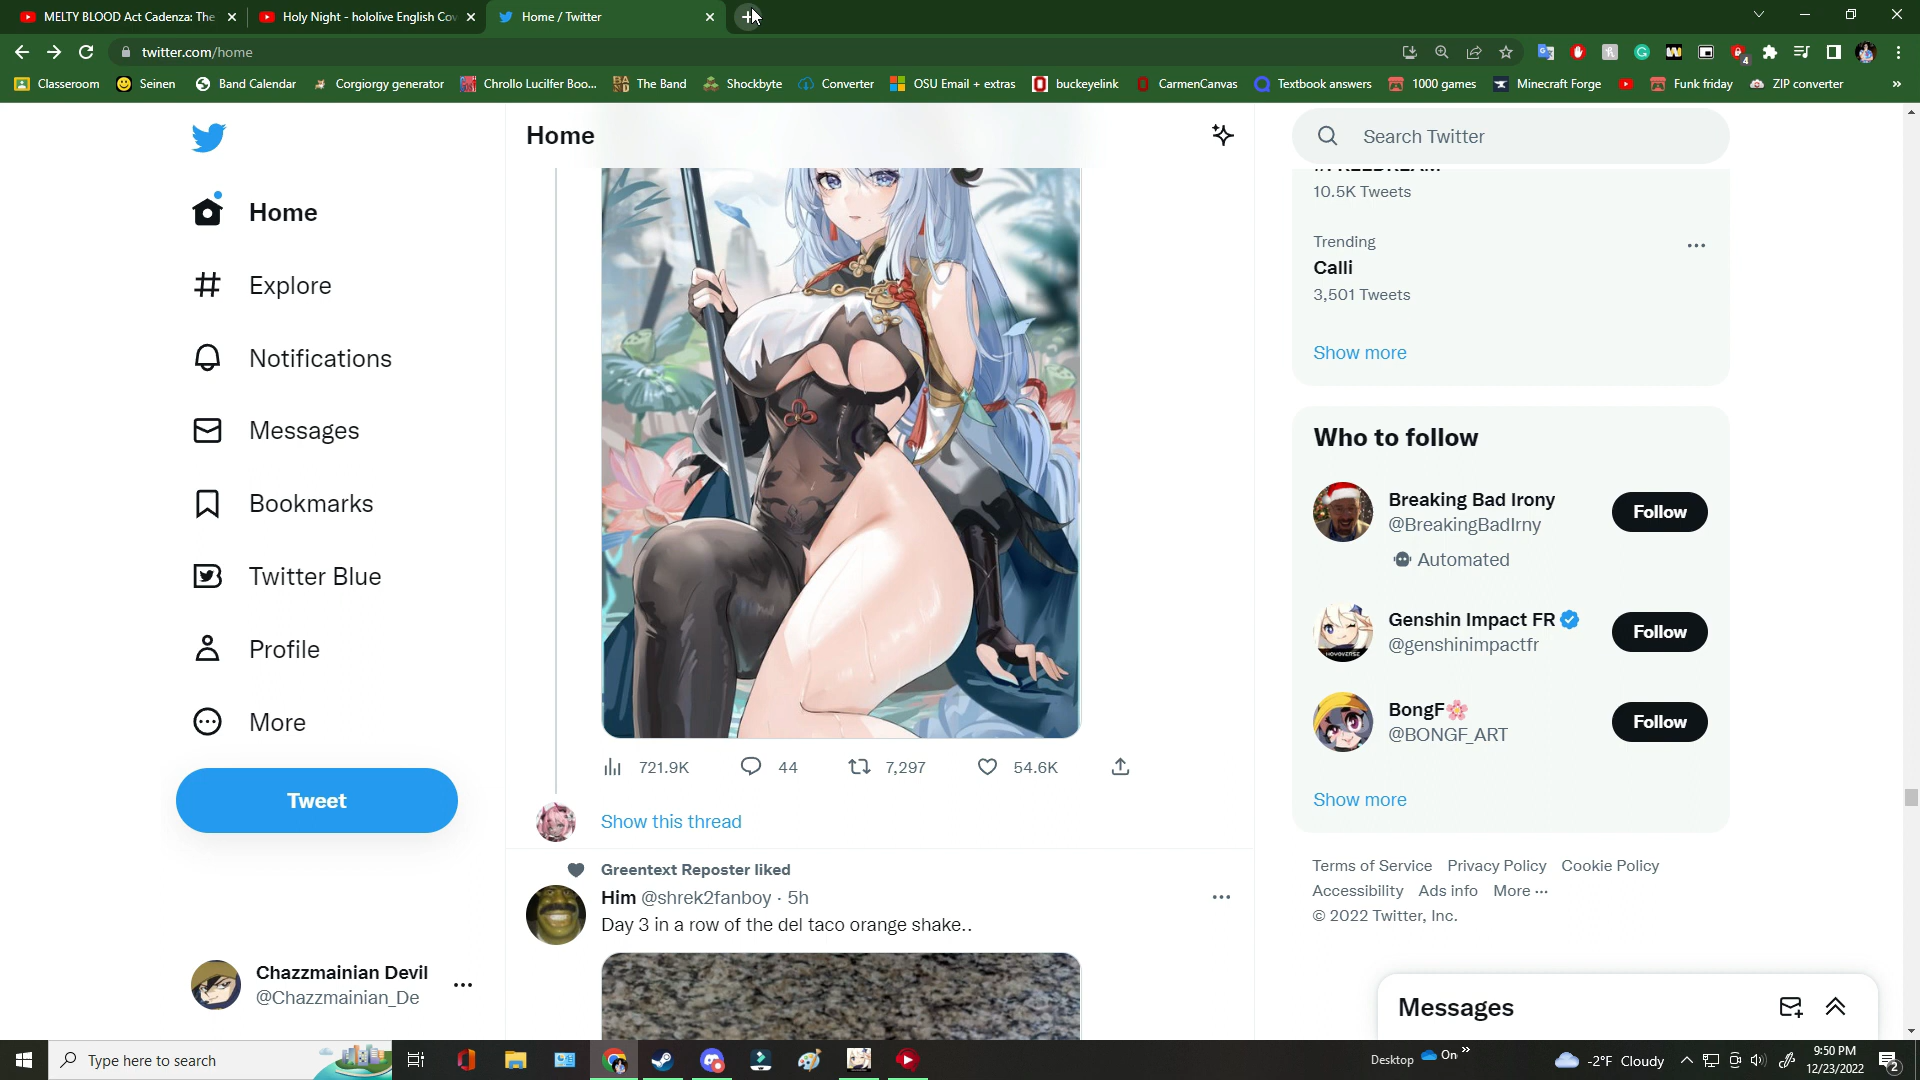 MELTY BLOOD Act Cadenza: The
Holy Night - hololive English Cov
Home / Twitter
twitter.com/home
4
Classeroom
Seinen
Band Calendar
Corgiorgy generator
Chrollo Lucilfer Boo...
The Band
Shockbyte
Converter
OSU Email + extras
buckeyelink
CarmenCanvas
Textbook answers
1000 games
Minecraft Forge
Funk friday
ZIP converter
»
Home
Explore
Notifications
Messages
Bookmarks
Twitter Blue
Profile
More
Tweet
Chazzmainian Devil
@Chazzmainian_De
Home
721.9K
44
7,297
54.6K
Show this thread
Greentext Reposter liked
Him @shrek2fanboy · 5h
Day 3 in a row of the del taco orange shake..
Search Twitter
10.5K Tweets
Trending
Calli
3,501 Tweets
Show more
Who to follow
Breaking Bad Irony
@BreakingBadIrny
Automated
Follow
Genshin Impact FR
@genshinimpactfr
Follow
HOYOVERSE
BongF🌸
@BONGF_ART
Follow
Show more
Terms of Service Privacy Policy Cookie Policy
Accessibility Ads info More ···
© 2022 Twitter, Inc.
Messages
Type here to search
Desktop
On
»
-2°F Cloudy
9:50 PM
12/23/2022
2